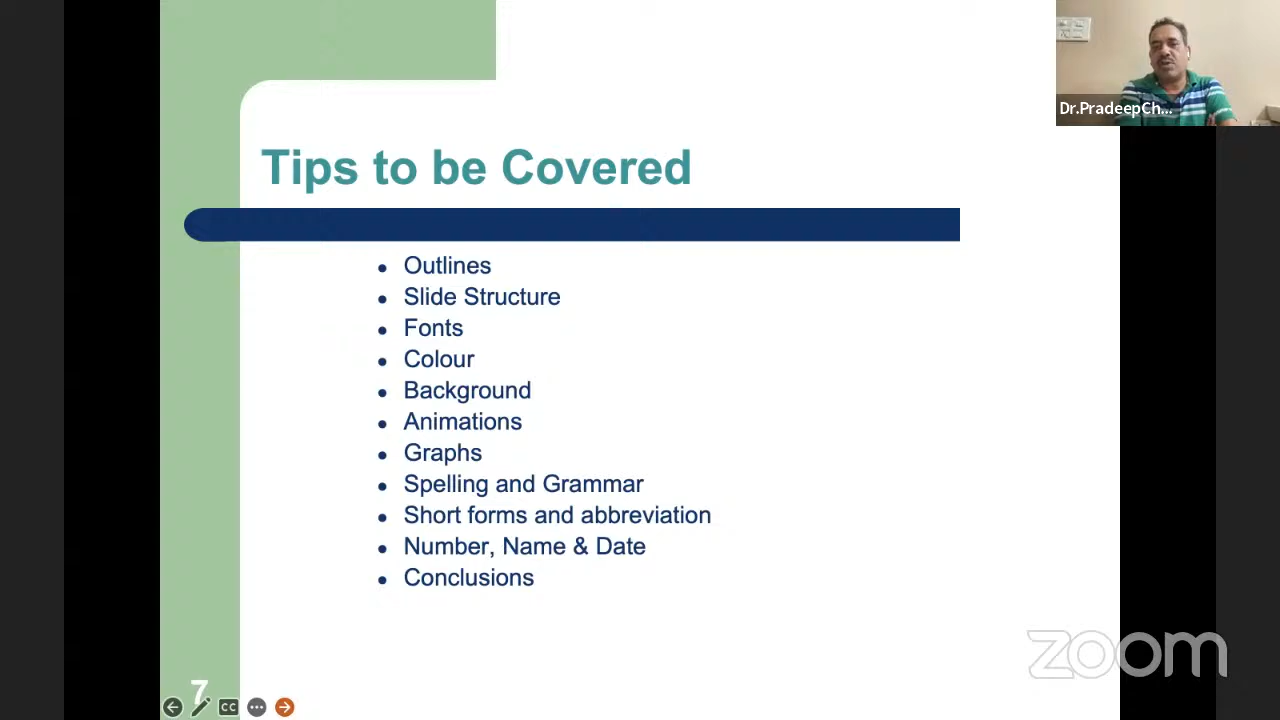 Dr.PradeepCh...
Tips to be Covered
Outlines
Slide Structure
Fonts
Colour
Background
Animations
Graphs
Spelling and Grammar
Short forms and abbreviation
Number, Name & Date
Conclusions
7
CC
zoom